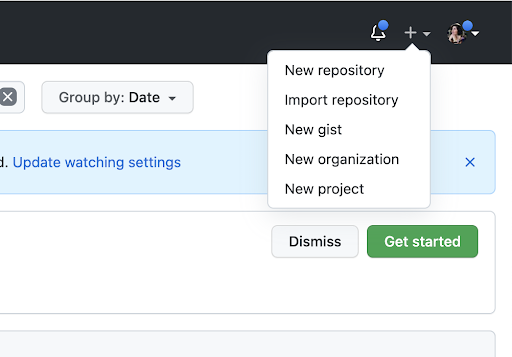 New repository
Import repository
New gist
New organization
New project
Group by: Date
d. Update watching settings
Dismiss
Get started